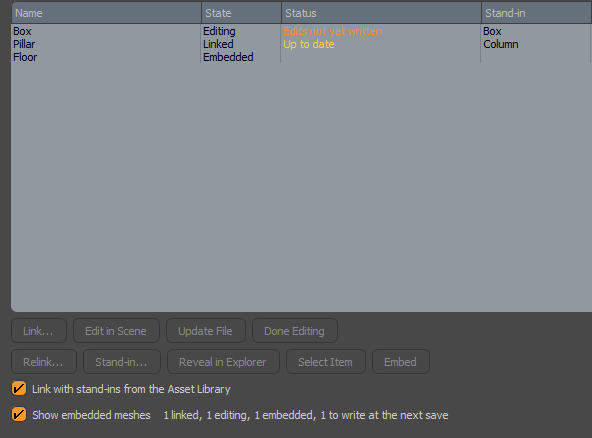 Name State Status Stand-in
Box Editing Edits not yet written Box
Pillar Linked Up to date Column
Floor Embedded
Link... Edit in Scene Update File Done Editing
Relink... Stand-in... Reveal in Explorer Select Item Embed
Link with stand-ins from the Asset Library
Show embedded meshes 1 linked, 1 editing, 1 embedded, 1 to write at the next save